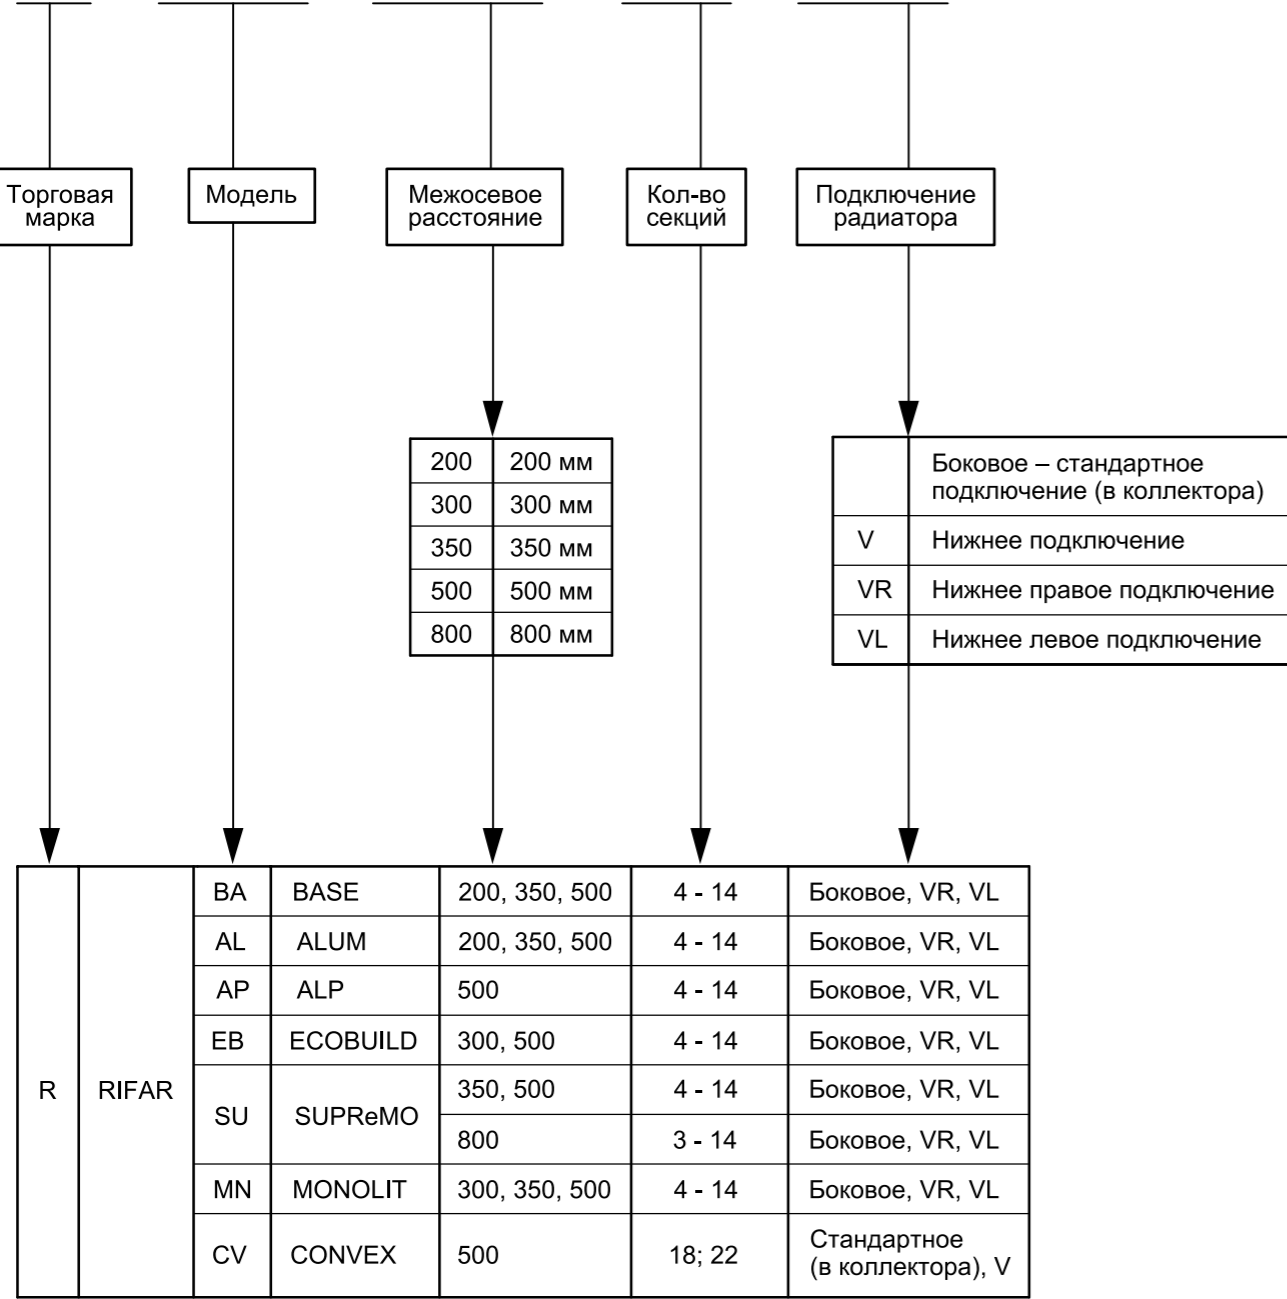 Торговая
марка
Модель
Межосевое
расстояние
Кол-во
секций
Подключение
радиатора
200 200 мм
300 300 мм
350 350 мм
500 500 мм
800 800 мм
Боковое – стандартное
подключение (в коллектора)
V Нижнее подключение
VR Нижнее правое подключение
VL Нижнее левое подключение
R RIFAR
BA BASE 200, 350, 500 4 - 14 Боковое, VR, VL
AL ALUM 200, 350, 500 4 - 14 Боковое, VR, VL
AP ALP 500 4 - 14 Боковое, VR, VL
EB ECOBUILD 300, 500 4 - 14 Боковое, VR, VL
SU SUPReMO 350, 500 4 - 14 Боковое, VR, VL
800 3 - 14 Боковое, VR, VL
MN MONOLIT 300, 350, 500 4 - 14 Боковое, VR, VL
CV CONVEX 500 18; 22 Стандартное
(в коллектора), V